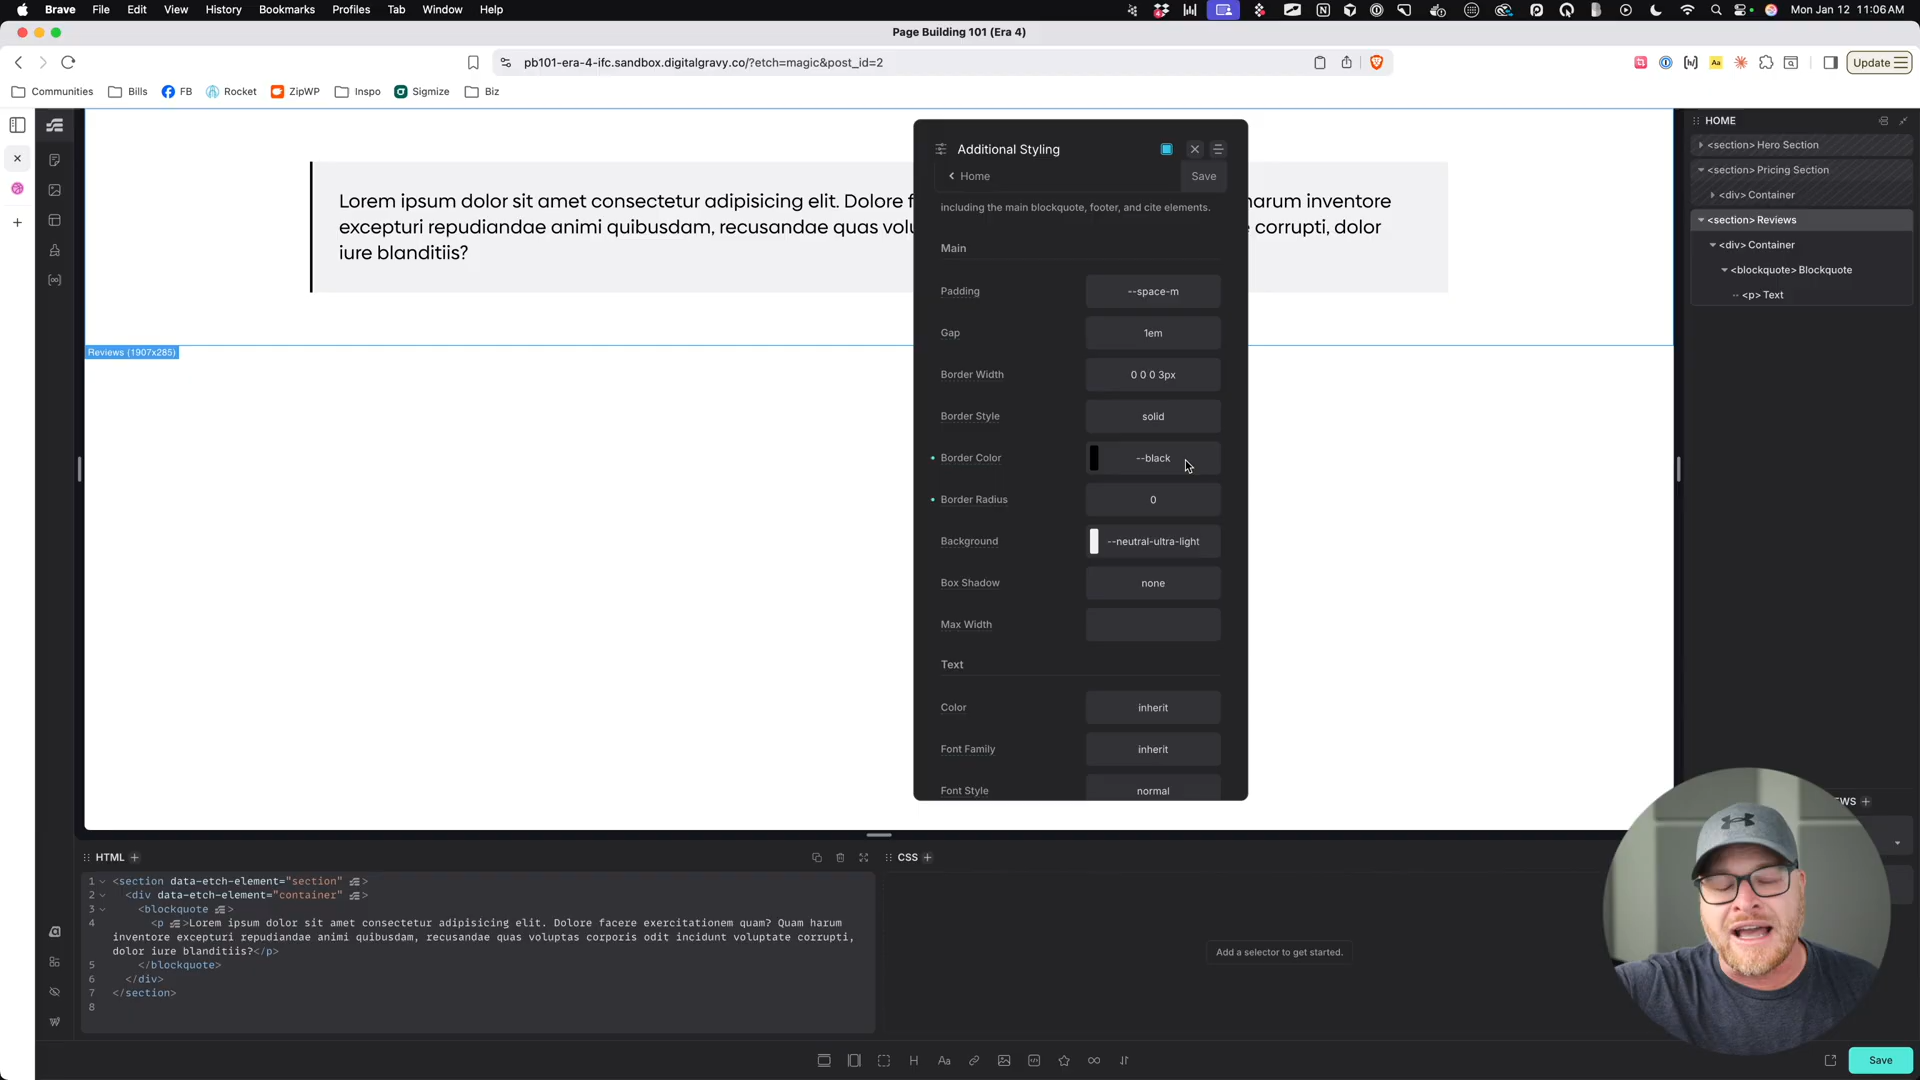 Brave File Edit View History Bookmarks Profiles Tab Window Help
Mon Jan 12 11:06 AM
Page Building 101 (Era 4)
pb101-era-4-ifc.sandbox.digitalgravy.co/?etch=magic&post_id=2
Update
Communities Bills FB Rocket ZipWP Inspo Sigmize Biz
Lorem ipsum dolor sit amet consectetur adipisicing elit. Dolore f
harum inventore
excepturi repudiandae animi quibusdam, recusandae quas volu
corrupti, dolor
iure blanditiis?
Reviews (1907x285)
Additional Styling
Home
Save
including the main blockquote, footer, and cite elements.
Main
Padding --space-m
Gap 1em
Border Width 0 0 0 3px
Border Style solid
Border Color --black
Border Radius 0
Background --neutral-ultra-light
Box Shadow none
Max Width
Text
Color inherit
Font Family inherit
Font Style normal
HOME
<section> Hero Section
<section> Pricing Section
<div> Container
<section> Reviews
<div> Container
<blockquote> Blockquote
<p> Text
HTML
1 <section data-etch-element="section" >
2 <div data-etch-element="container" >
3 <blockquote >
4 <p >Lorem ipsum dolor sit amet consectetur adipisicing elit. Dolore facere exercitationem quam? Quam harum
inventore excepturi repudiandae animi quibusdam, recusandae quas voluptas corporis odit incidunt voluptate corrupti,
dolor iure blanditiis?</p>
5 </blockquote>
6 </div>
7 </section>
8
CSS
Add a selector to get started.
H Aa
Save